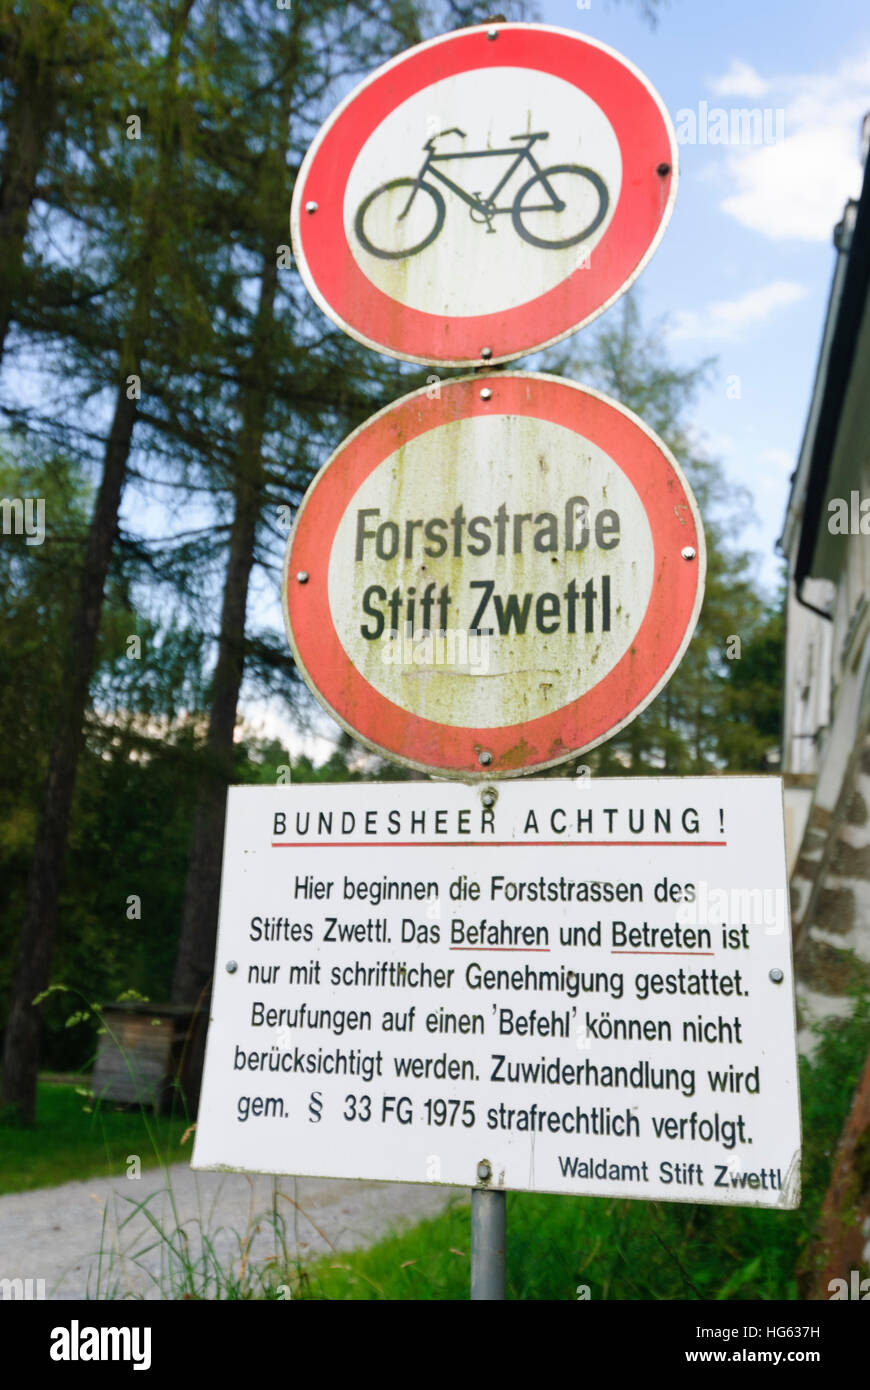 Forststraße
Stift Zwettl
BUNDESHEER ACHTUNG!
Hier beginnen die Forststrassen des
Stiftes Zwettl. Das Befahren und Betreten ist
nur mit schriftlicher Genehmigung gestattet.
Berufungen auf einen 'Befehl' können nicht
berücksichtigt werden. Zuwiderhandlung wird
gem. § 33 FG 1975 strafrechtlich verfolgt.
Waldamt Stift Zwettl
alamy stock photo
HG637H
www.alamy.com